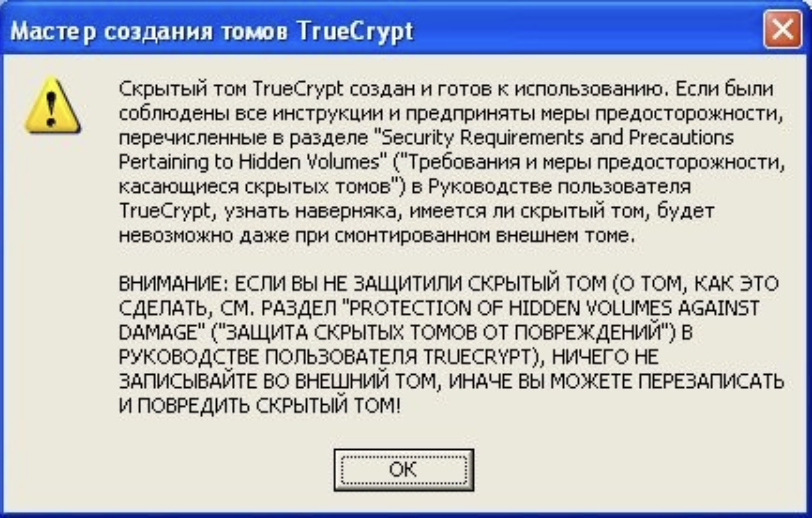 Мастер создания томов TrueCrypt
Скрытый том TrueCrypt создан и готов к использованию. Если были
соблюдены все инструкции и предприняты меры предосторожности,
перечисленные в разделе "Security Requirements and Precautions
Pertaining to Hidden Volumes" ("Требования и меры предосторожности,
касающиеся скрытых томов") в Руководстве пользователя
TrueCrypt, узнать наверняка, имеется ли скрытый том, будет
невозможно даже при смонтированном внешнем томе.
ВНИМАНИЕ: ЕСЛИ ВЫ НЕ ЗАЩИТИЛИ СКРЫТЫЙ ТОМ (О ТОМ, КАК ЭТО
СДЕЛАТЬ, СМ. РАЗДЕЛ "PROTECTION OF HIDDEN VOLUMES AGAINST
DAMAGE" ("ЗАЩИТА СКРЫТЫХ ТОМОВ ОТ ПОВРЕЖДЕНИЙ") В
РУКОВОДСТВЕ ПОЛЬЗОВАТЕЛЯ TRUECRYPT), НИЧЕГО НЕ
ЗАПИСЫВАЙТЕ ВО ВНЕШНИЙ ТОМ, ИНАЧЕ ВЫ МОЖЕТЕ ПЕРЕЗАПИСАТЬ
И ПОВРЕДИТЬ СКРЫТЫЙ ТОМ!
ОК